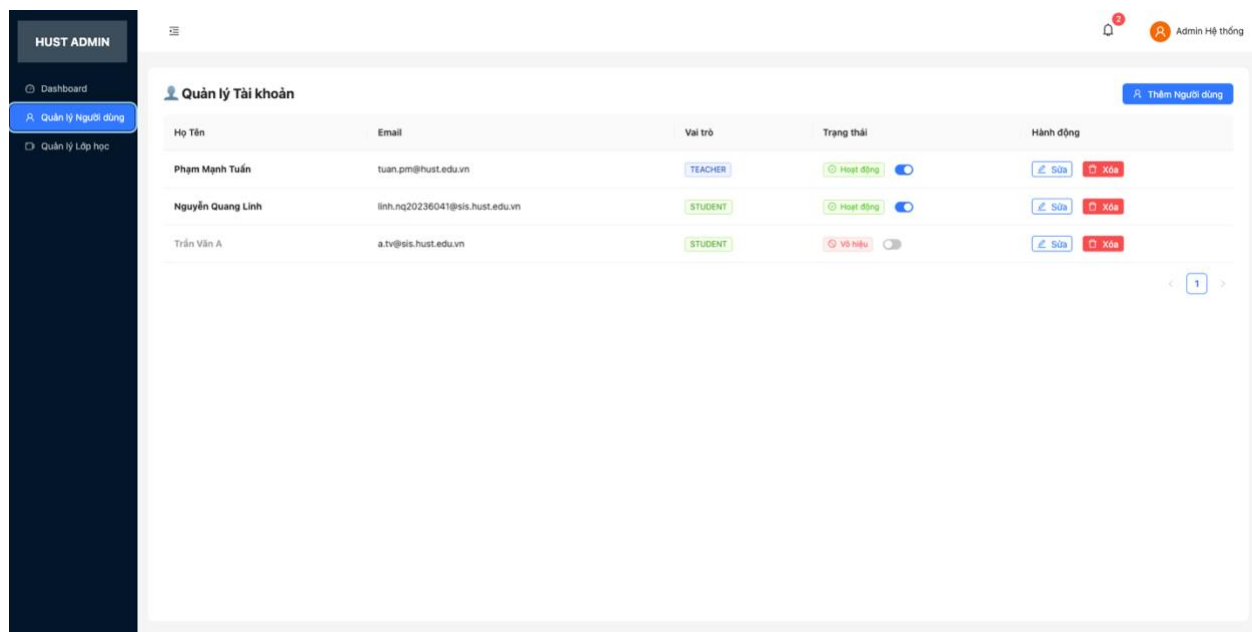 HUST ADMIN
2
Admin Hệ thống
Dashboard
Quản lý Người dùng
Quản lý Lớp học
Quản lý Tài khoản
Thêm Người dùng
Họ Tên Email Vai trò Trạng thái Hành động
Phạm Mạnh Tuấn tuan.pm@hust.edu.vn TEACHER Hoạt động Sửa Xóa
Nguyễn Quang Linh linh.nq20236041@sis.hust.edu.vn STUDENT Hoạt động Sửa Xóa
Trần Văn A a.tv@sis.hust.edu.vn STUDENT Vô hiệu Sửa Xóa
1